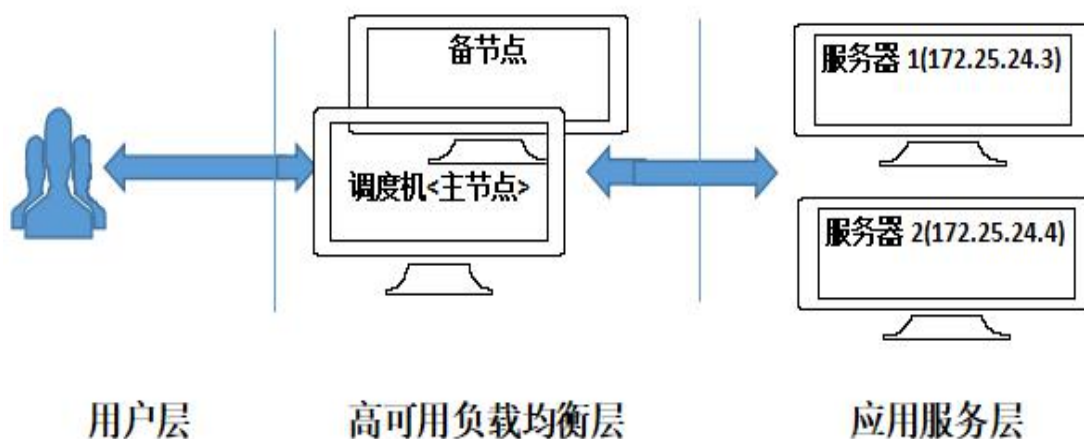 备节点
调度机<主节点>
服务器 1(172.25.24.3)
服务器 2(172.25.24.4)
用户层
高可用负载均衡层
应用服务层